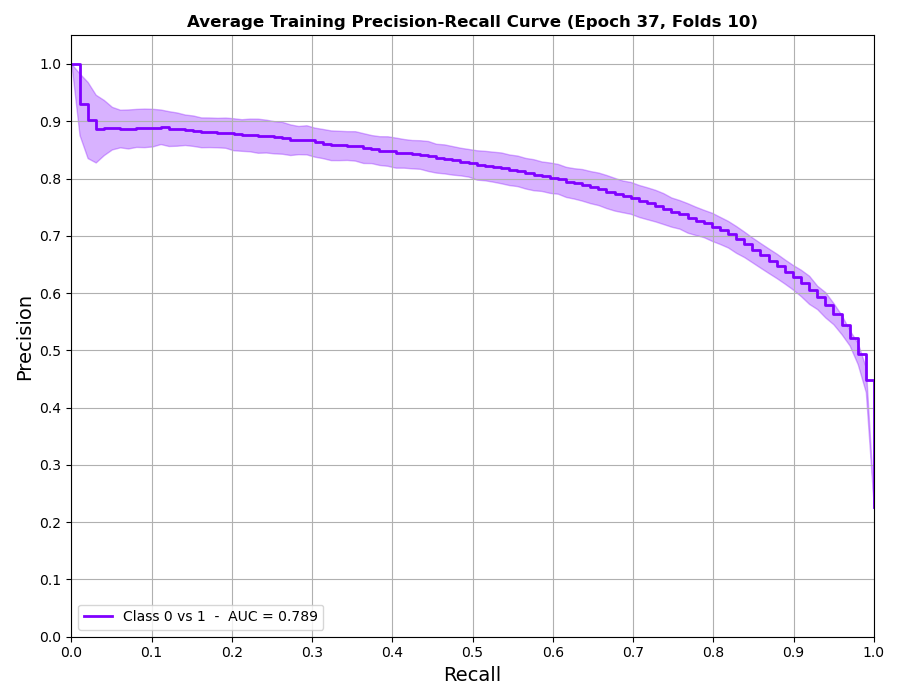 Average Training Precision-Recall Curve (Epoch 37, Folds 10)
Precision
1.0
0.9
0.8
0.7
0.6
0.5
0.4
0.3
0.2
0.1
0.0
Class 0 vs 1 - AUC = 0.789
0.0 0.1 0.2 0.3 0.4 0.5 0.6 0.7 0.8 0.9 1.0
Recall